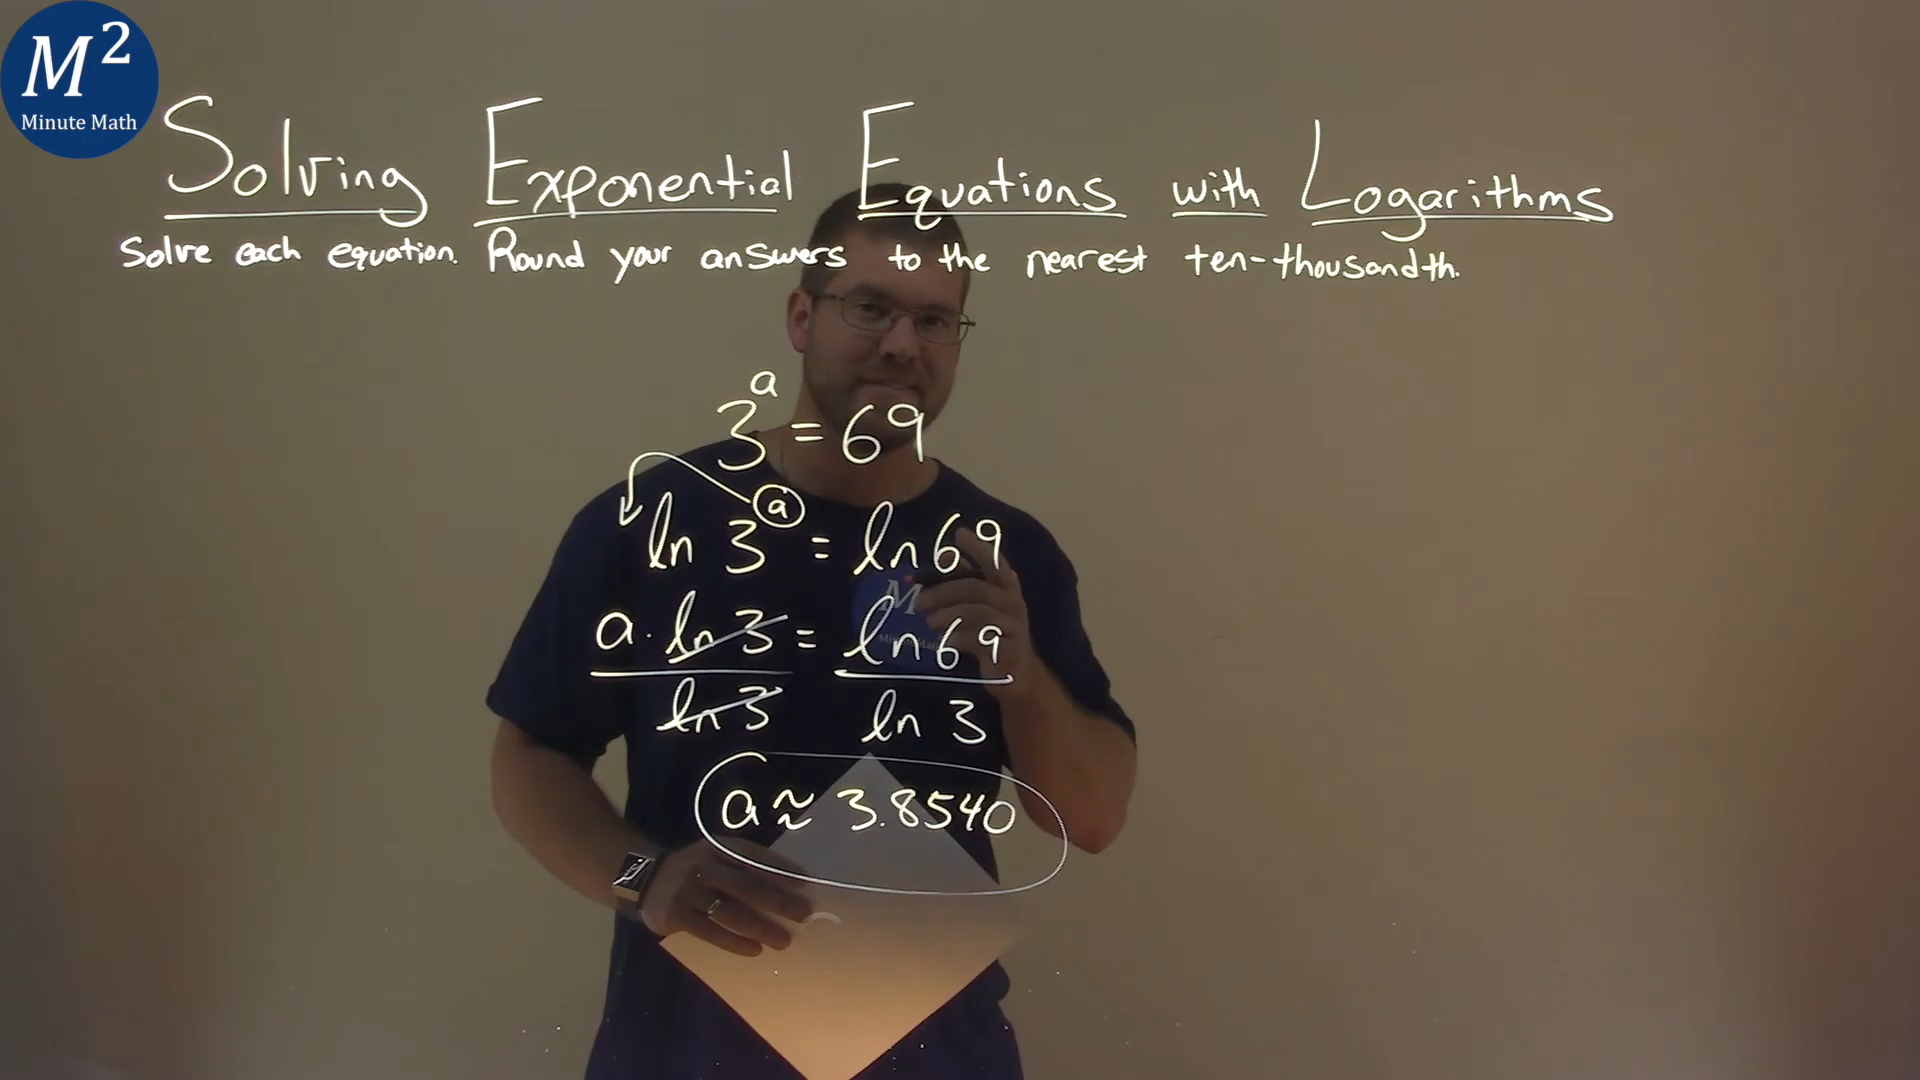 M²
Minute Math
Solving Exponential Equations with Logarithms
Solve each equation. Round your answers to the nearest ten-thousandth.
3^a = 69
ln 3^a = ln 69
a · ln 3 = ln 69
ln 3 ln 3
a ≈ 3.8540